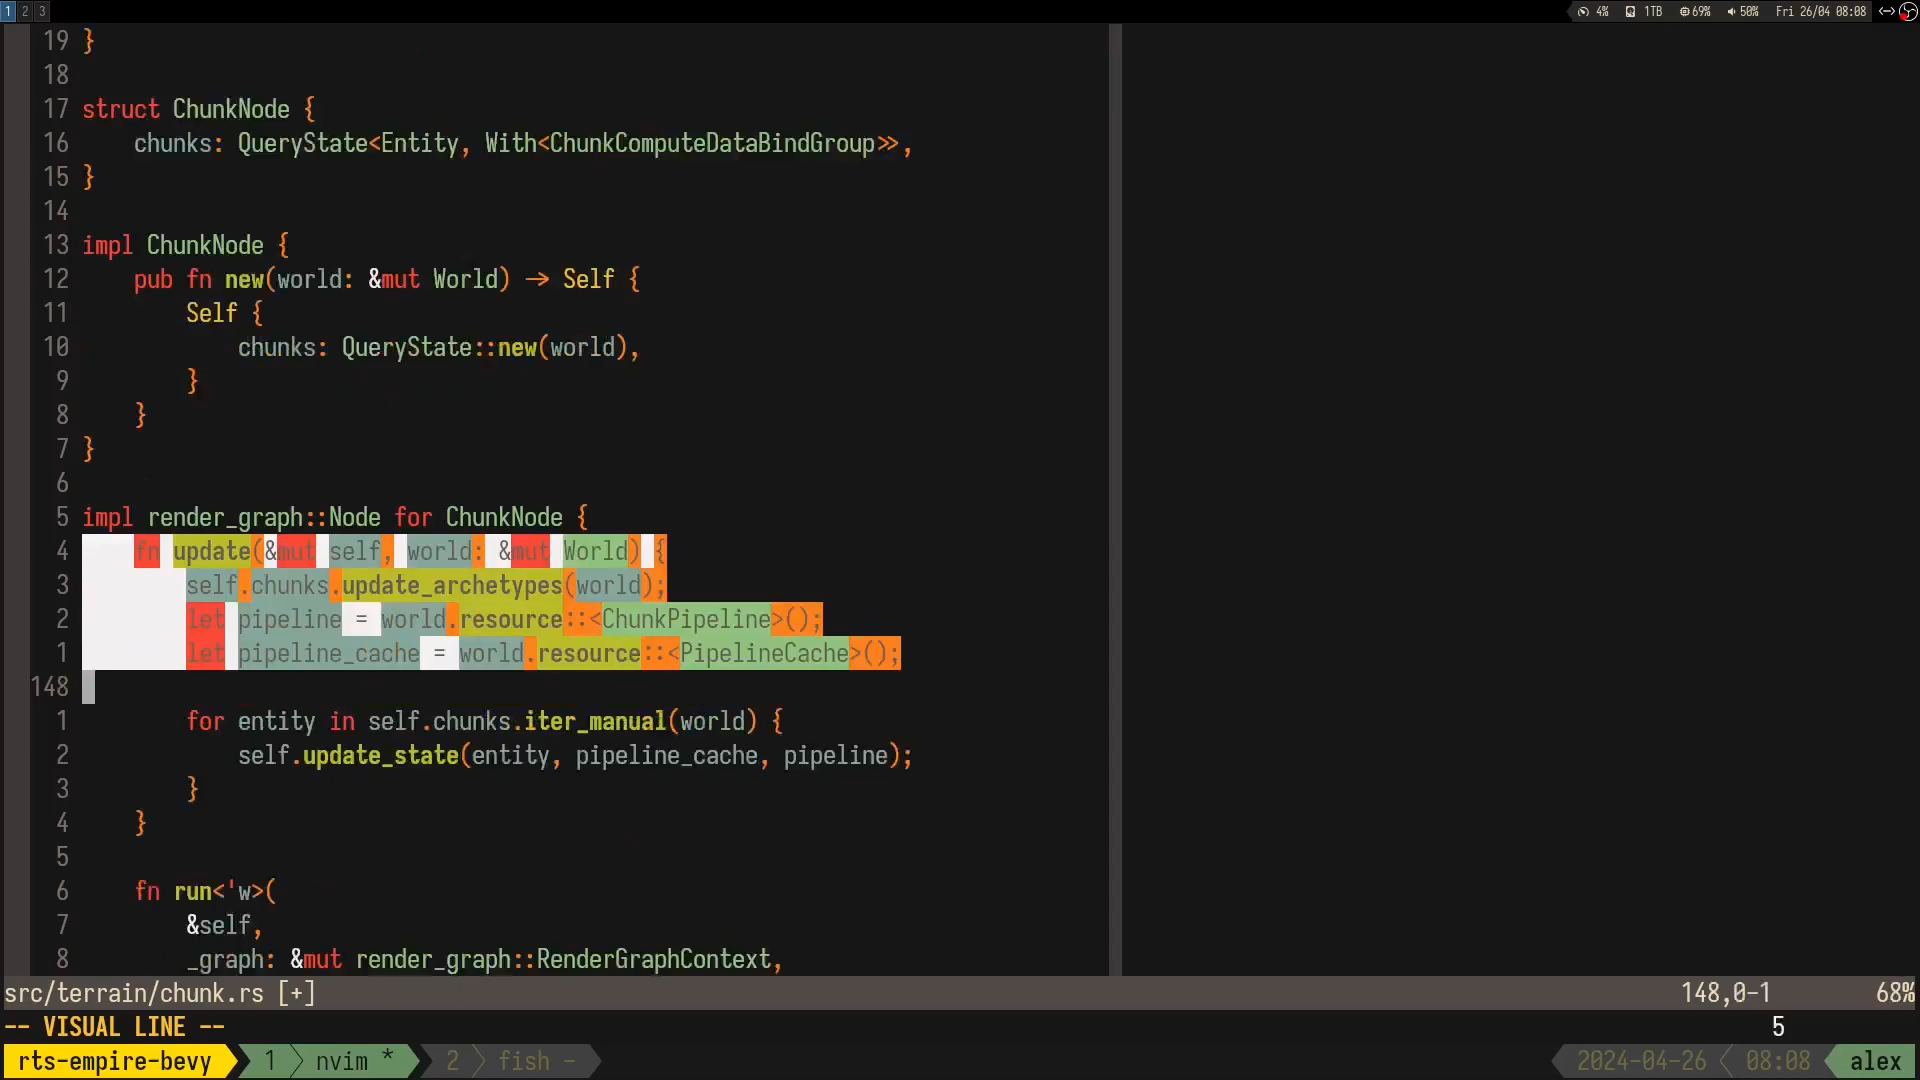 1 2 3 4% 1TB 69% 50% Fri 26/04 08:08
19 }
18
17 struct ChunkNode {
16     chunks: QueryState<Entity, With<ChunkComputeDataBindGroup>>,
15 }
14
13 impl ChunkNode {
12     pub fn new(world: &mut World) -> Self {
11         Self {
10             chunks: QueryState::new(world),
9         }
8     }
7 }
6
5 impl render_graph::Node for ChunkNode {
4     fn update(&mut self, world: &mut World) {
3         self.chunks.update_archetypes(world);
2         let pipeline = world.resource::<ChunkPipeline>();
1         let pipeline_cache = world.resource::<PipelineCache>();
148
1         for entity in self.chunks.iter_manual(world) {
2             self.update_state(entity, pipeline_cache, pipeline);
3         }
4     }
5
6     fn run<'w>(
7         &self,
8         _graph: &mut render_graph::RenderGraphContext,
src/terrain/chunk.rs [+] 148,0-1 68%
-- VISUAL LINE -- 5
rts-empire-bevy 1 nvim * 2 fish - 2024-04-26 08:08 alex